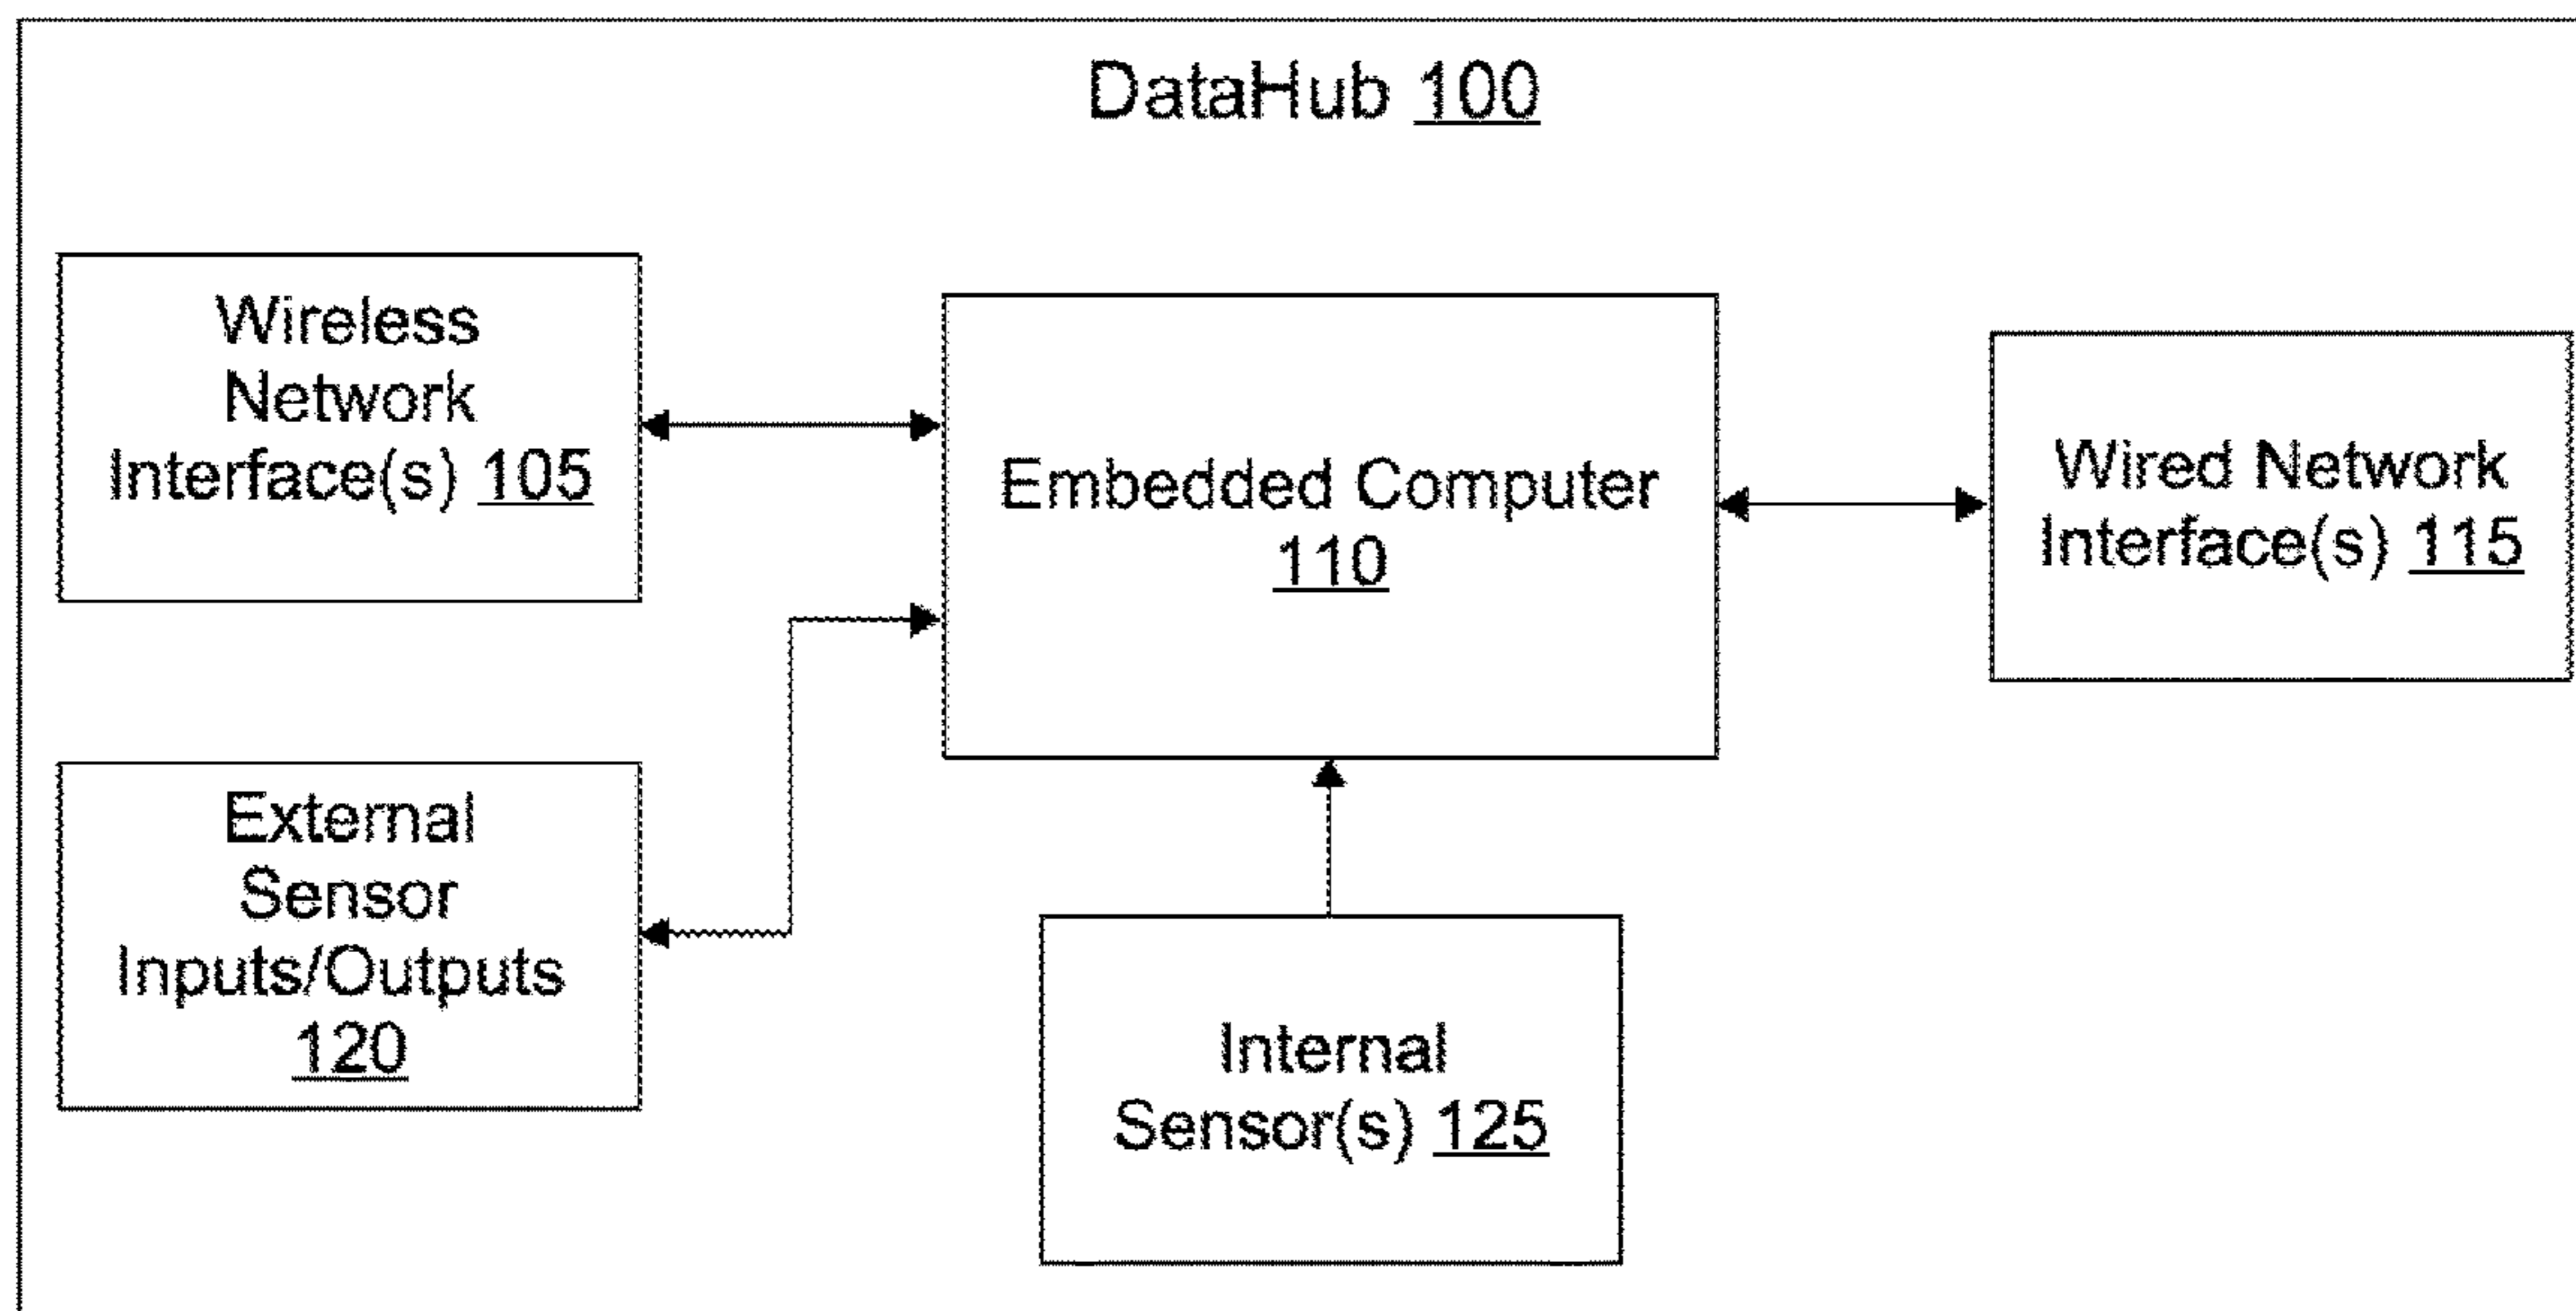 DataHub 100
Wireless
Network
Interface(s) 105
Embedded Computer
110
Wired Network
Interface(s) 115
External
Sensor
Inputs/Outputs
120
Internal
Sensor(s) 125